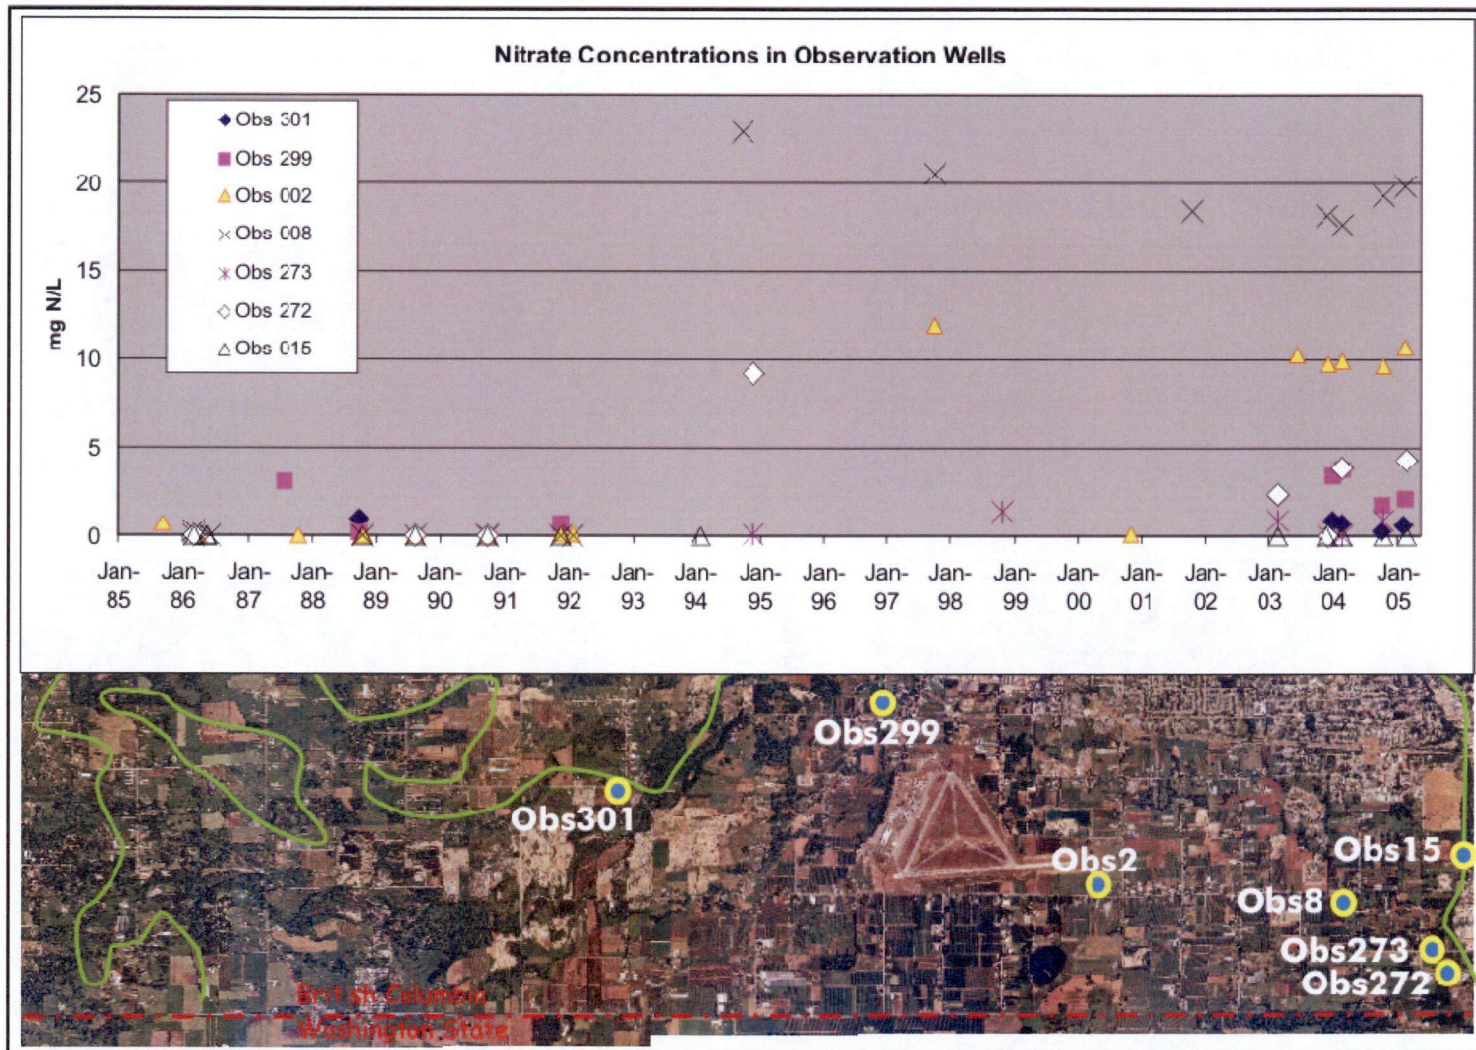 Nitrate Concentrations in Observation Wells
25
20
15
10
5
0
mg N/L
Obs 301
Obs 299
Obs 002
Obs 008
Obs 273
Obs 272
Obs 015
Jan- Jan- Jan- Jan- Jan- Jan- Jan- Jan- Jan- Jan- Jan- Jan- Jan- Jan- Jan- Jan- Jan- Jan- Jan- Jan- Jan-
85 86 87 88 89 90 91 92 93 94 95 96 97 98 99 00 01 02 03 04 05
Obs299
Obs301
Obs2
Obs15
Obs8
Obs273
Obs272
British Columbia
Washington State